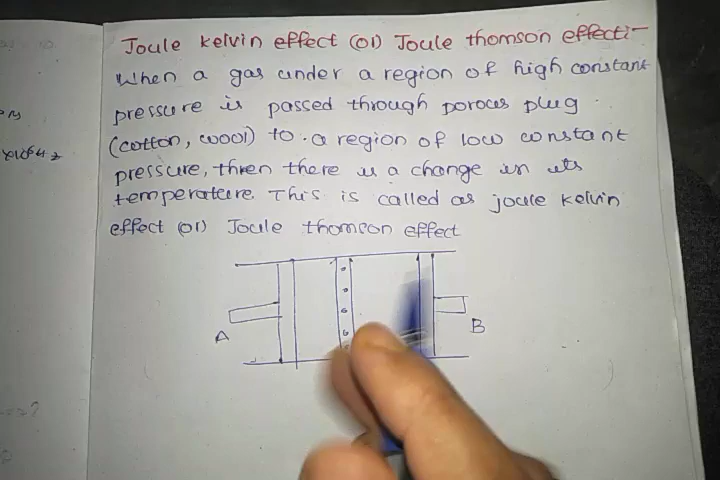 Joule kelvin effect (or) Joule thomson effect:-
When a gas under a region of high constant
pressure is passed through porous plug
(cotton, wool) to a region of low constant
pressure, then there is a change in its
temperature. This is called as joule kelvin
effect (or) Joule thomson effect
A
B